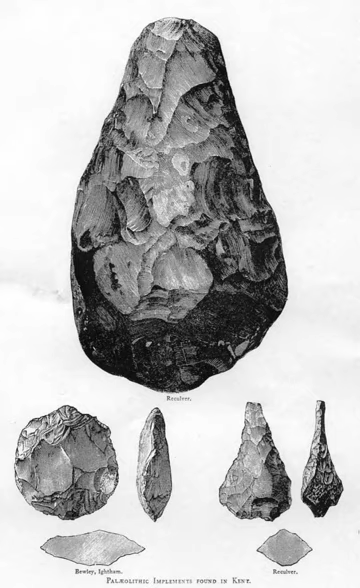 Reculver.
Bewley, Ightham.
Reculver.
PALÆOLITHIC IMPLEMENTS FOUND IN KENT.